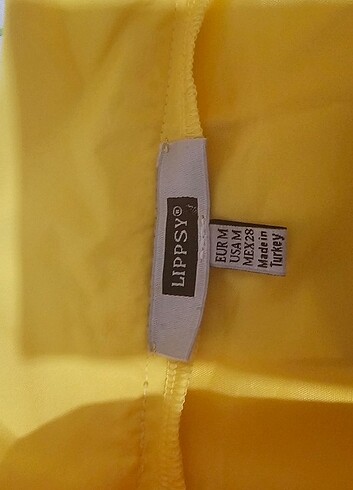 LIPPSY®
EUR M
USA M
MEX 28
Made in
Turkey